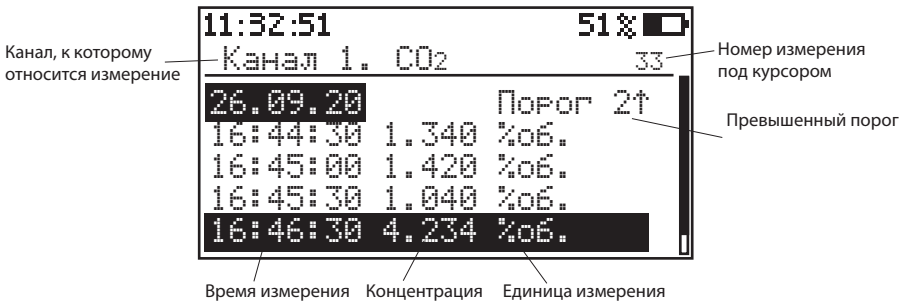 11:32:51 51%
Канал, к которому
относится измерение
Канал 1. CO2 33
Номер измерения
под курсором
26.09.20 Порог 2↑
Превышенный порог
16:44:30 1.340 %об.
16:45:00 1.420 %об.
16:45:30 1.040 %об.
16:46:30 4.234 %об.
Время измерения Концентрация Единица измерения